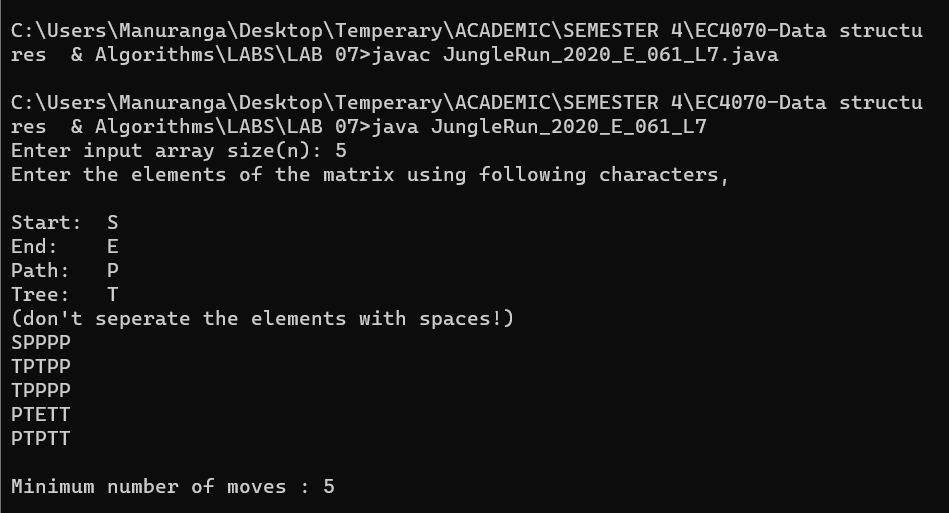 C:\Users\Manuranga\Desktop\Temperary\ACADEMIC\SEMESTER 4\EC4070-Data structu
res  & Algorithms\LABS\LAB 07>javac JungleRun_2020_E_061_L7.java
C:\Users\Manuranga\Desktop\Temperary\ACADEMIC\SEMESTER 4\EC4070-Data structu
res  & Algorithms\LABS\LAB 07>java JungleRun_2020_E_061_L7
Enter input array size(n): 5
Enter the elements of the matrix using following characters,
Start:  S
End:    E
Path:   P
Tree:   T
(don't seperate the elements with spaces!)
SPPPP
TPTPP
TPPPP
PTETT
PTPTT
Minimum number of moves : 5